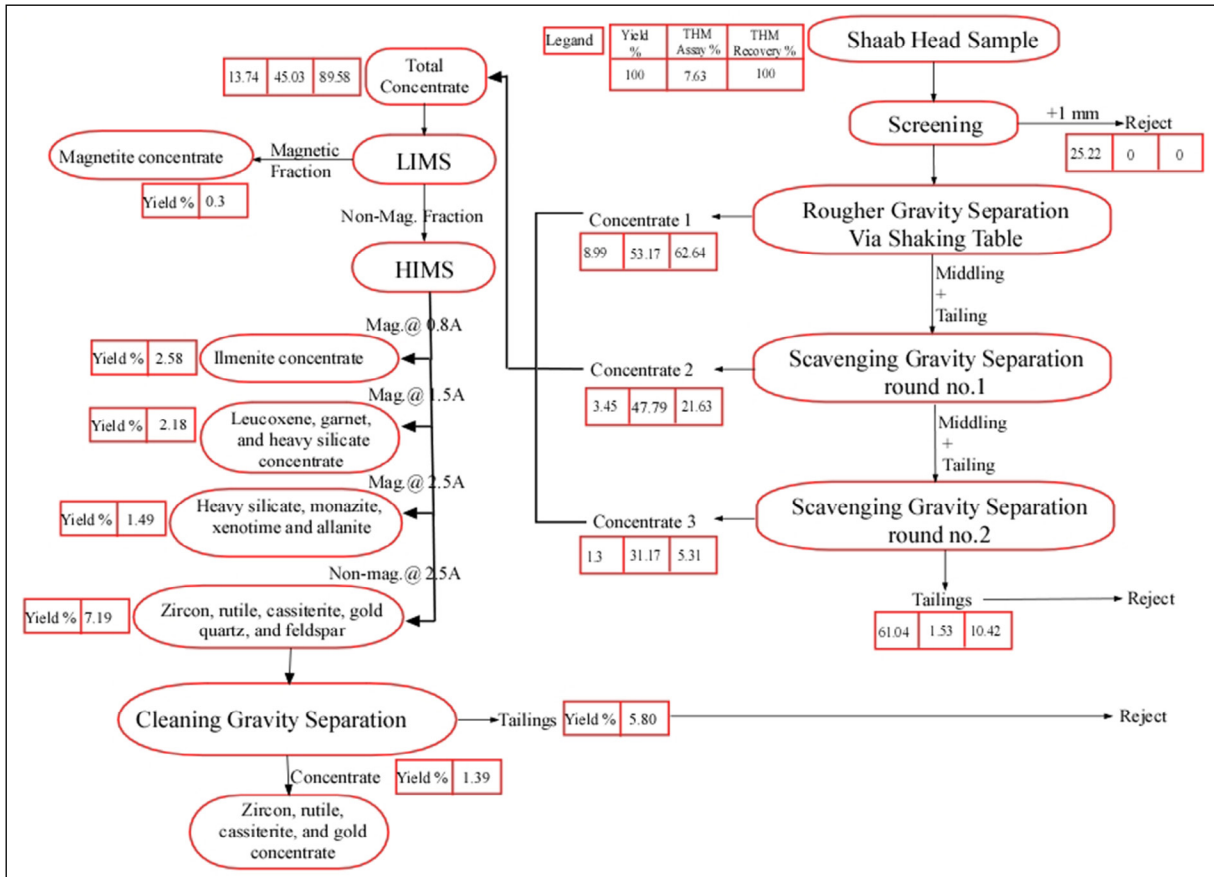 Legand
Yield %
THM Assay %
THM Recovery %
100
7.63
100
Shaab Head Sample
Screening
+1 mm
Reject
25.22
0
0
Rougher Gravity Separation
Via Shaking Table
Concentrate 1
8.99
53.17
62.64
Middling
+
Tailing
Scavenging Gravity Separation
round no.1
Concentrate 2
3.45
47.79
21.63
Middling
+
Tailing
Scavenging Gravity Separation
round no.2
Concentrate 3
1.3
31.17
5.31
Tailings
Reject
61.04
1.53
10.42
13.74
45.03
89.58
Total
Concentrate
LIMS
Magnetic
Fraction
Magnetite concentrate
Yield %
0.3
Non-Mag. Fraction
HIMS
Mag.@ 0.8A
Yield %
2.58
Ilmenite concentrate
Mag.@ 1.5A
Yield %
2.18
Leucoxene, garnet,
and heavy silicate
concentrate
Mag.@ 2.5A
Yield %
1.49
Heavy silicate, monazite,
xenotime and allanite
Non-mag.@ 2.5A
Yield %
7.19
Zircon, rutile, cassiterite, gold
quartz, and feldspar
Cleaning Gravity Separation
Tailings
Yield %
5.80
Reject
Concentrate
Yield %
1.39
Zircon, rutile,
cassiterite, and gold
concentrate